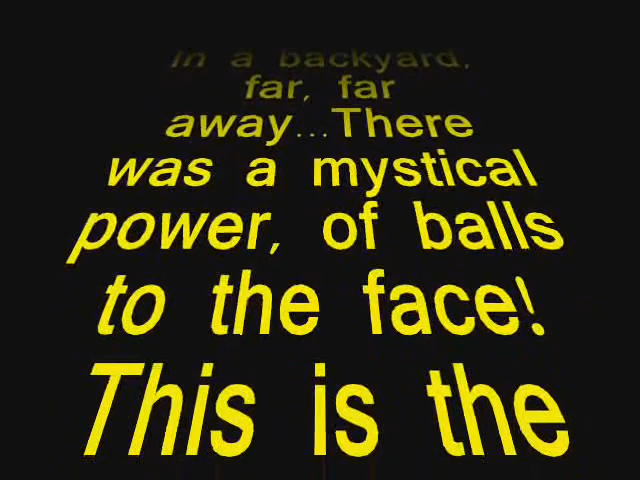 In a backyard,
far, far
away...There
was a mystical
power, of balls
to the face!
This is the